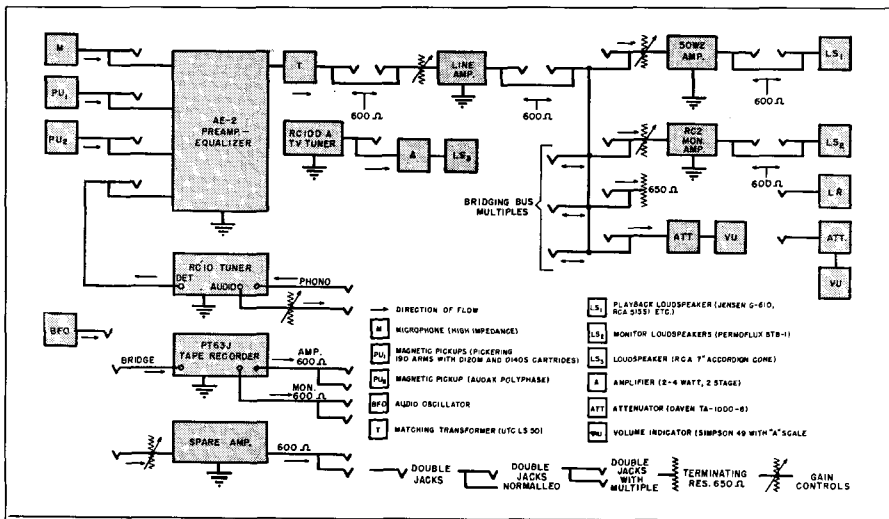 M
PU1
PU2
AE-2
PREAMP.-
EQUALIZER
T
600 Ω
LINE
AMP.
600 Ω
50W2
AMP.
600 Ω
LS1
RC100 A
TV TUNER
A
LS3
RC2
MON.
AMP.
600 Ω
LS2
650 Ω
BRIDGING BUS
MULTIPLES
LR
ATT.
VU
ATT.
VU
RC10 TUNER
DET
AUDIO
PHONO
BFO
PT63J
TAPE RECORDER
BRIDGE
AMP.
600 Ω
MON.
600 Ω
SPARE AMP.
600 Ω
DIRECTION OF FLOW
M MICROPHONE (HIGH IMPEDANCE)
PU1 MAGNETIC PICKUPS (PICKERING
190 ARMS WITH D120M AND D140S CARTRIDES)
PU2 MAGNETIC PICKUP (AUDAK POLYPHASE)
BFO AUDIO OSCILLATOR
T MATCHING TRANSFORMER (UTC LS 50)
LS1 PLAYBACK LOUDSPEAKER (JENSEN G-610,
RCA 515S1 ETC.)
LS2 MONITOR LOUDSPEAKERS (PERMOFLUX 8T8-1)
LS3 LOUDSPEAKER (RCA 7" ACCORDION CONE)
A AMPLIFIER (2-4 WATT, 2 STAGE)
ATT ATTENUATOR (DAVEN TA-1000-6)
VU VOLUME INDICATOR (SIMPSON 49 WITH "A" SCALE
DOUBLE
JACKS
DOUBLE
JACKS
NORMALLED
DOUBLE
JACKS
WITH
MULTIPLE
TERMINATING
RES. 650 Ω
GAIN
CONTROLS